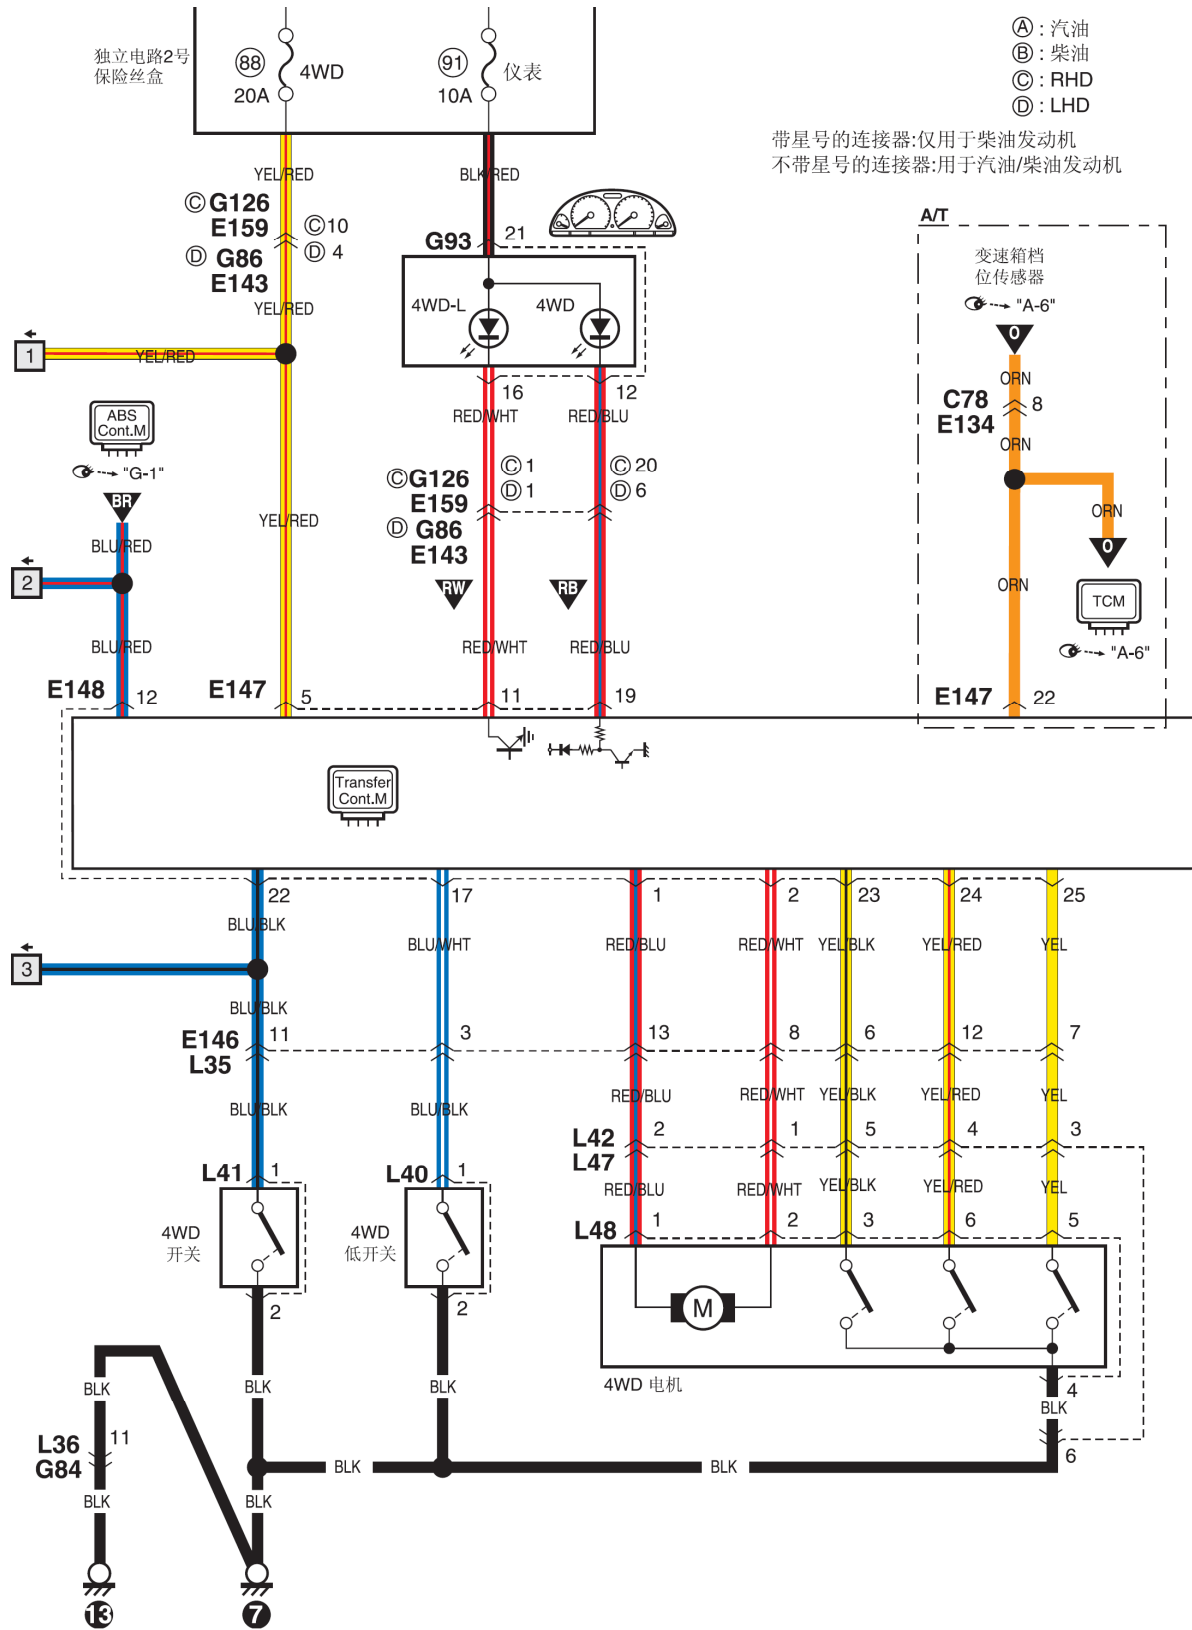 独立电路2号
保险丝盒
88
4WD
20A
91
仪表
10A
Ⓐ : 汽油
Ⓑ : 柴油
Ⓒ : RHD
Ⓓ : LHD
带星号的连接器:仅用于柴油发动机
不带星号的连接器:用于汽油/柴油发动机
YEL/RED
BLK/RED
Ⓒ G126
E159
Ⓒ 10
Ⓓ G86
Ⓓ 4
E143
YEL/RED
G93
21
4WD-L
4WD
A/T
变速箱档
位传感器
"A-6"
O
ORN
C78
E134
8
ORN
1
YEL/RED
16
12
RED/WHT
RED/BLU
ABS
Cont.M
"G-1"
BR
Ⓒ G126
E159
Ⓒ 1
Ⓓ 1
Ⓒ 20
Ⓓ 6
Ⓓ G86
E143
YEL/RED
BLU/RED
ORN
O
2
RW
RB
ORN
TCM
"A-6"
BLU/RED
RED/WHT
RED/BLU
E148
12
E147
5
11
19
E147
22
Transfer
Cont.M
22
17
1
2
23
24
25
BLU/BLK
BLU/WHT
RED/BLU
RED/WHT
YEL/BLK
YEL/RED
YEL
3
BLU/BLK
E146
L35
11
3
13
8
6
12
7
BLU/BLK
BLU/BLK
RED/BLU
RED/WHT
YEL/BLK
YEL/RED
YEL
L42
L47
2
1
5
4
3
L41
1
L40
1
RED/BLU
RED/WHT
YEL/BLK
YEL/RED
YEL
L48
1
2
3
6
5
4WD
开关
4WD
低开关
M
2
2
4WD 电机
4
BLK
BLK
BLK
BLK
L36
G84
11
6
BLK
BLK
BLK
BLK
13
7